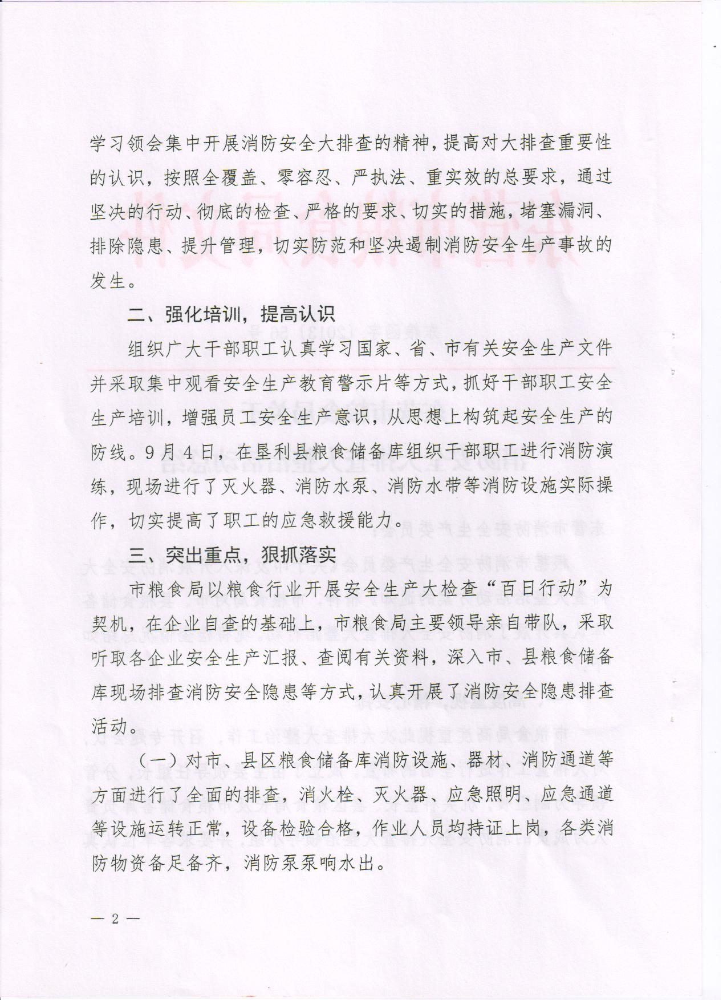 学习领会集中开展消防安全大排查的精神，提高对大排查重要性
的认识，按照全覆盖、零容忍、严执法、重实效的总要求，通过
坚决的行动、彻底的检查、严格的要求、切实的措施，堵塞漏洞、
排除隐患、提升管理，切实防范和坚决遏制消防安全生产事故的
发生。
二、强化培训，提高认识
组织广大干部职工认真学习国家、省、市有关安全生产文件
并采取集中观看安全生产教育警示片等方式，抓好干部职工安全
生产培训，增强员工安全生产意识，从思想上构筑起安全生产的
防线。9月4日，在垦利县粮食储备库组织干部职工进行消防演
练，现场进行了灭火器、消防水泵、消防水带等消防设施实际操
作，切实提高了职工的应急救援能力。
三、突出重点，狠抓落实
市粮食局以粮食行业开展安全生产大检查“百日行动”为
契机，在企业自查的基础上，市粮食局主要领导亲自带队，采取
听取各企业安全生产汇报、查阅有关资料，深入市、县粮食储备
库现场排查消防安全隐患等方式，认真开展了消防安全隐患排查
活动。
（一）对市、县区粮食储备库消防设施、器材、消防通道等
方面进行了全面的排查，消火栓、灭火器、应急照明、应急通道
等设施运转正常，设备检验合格，作业人员均持证上岗，各类消
防物资备足备齐，消防泵泵响水出。
— 2 —